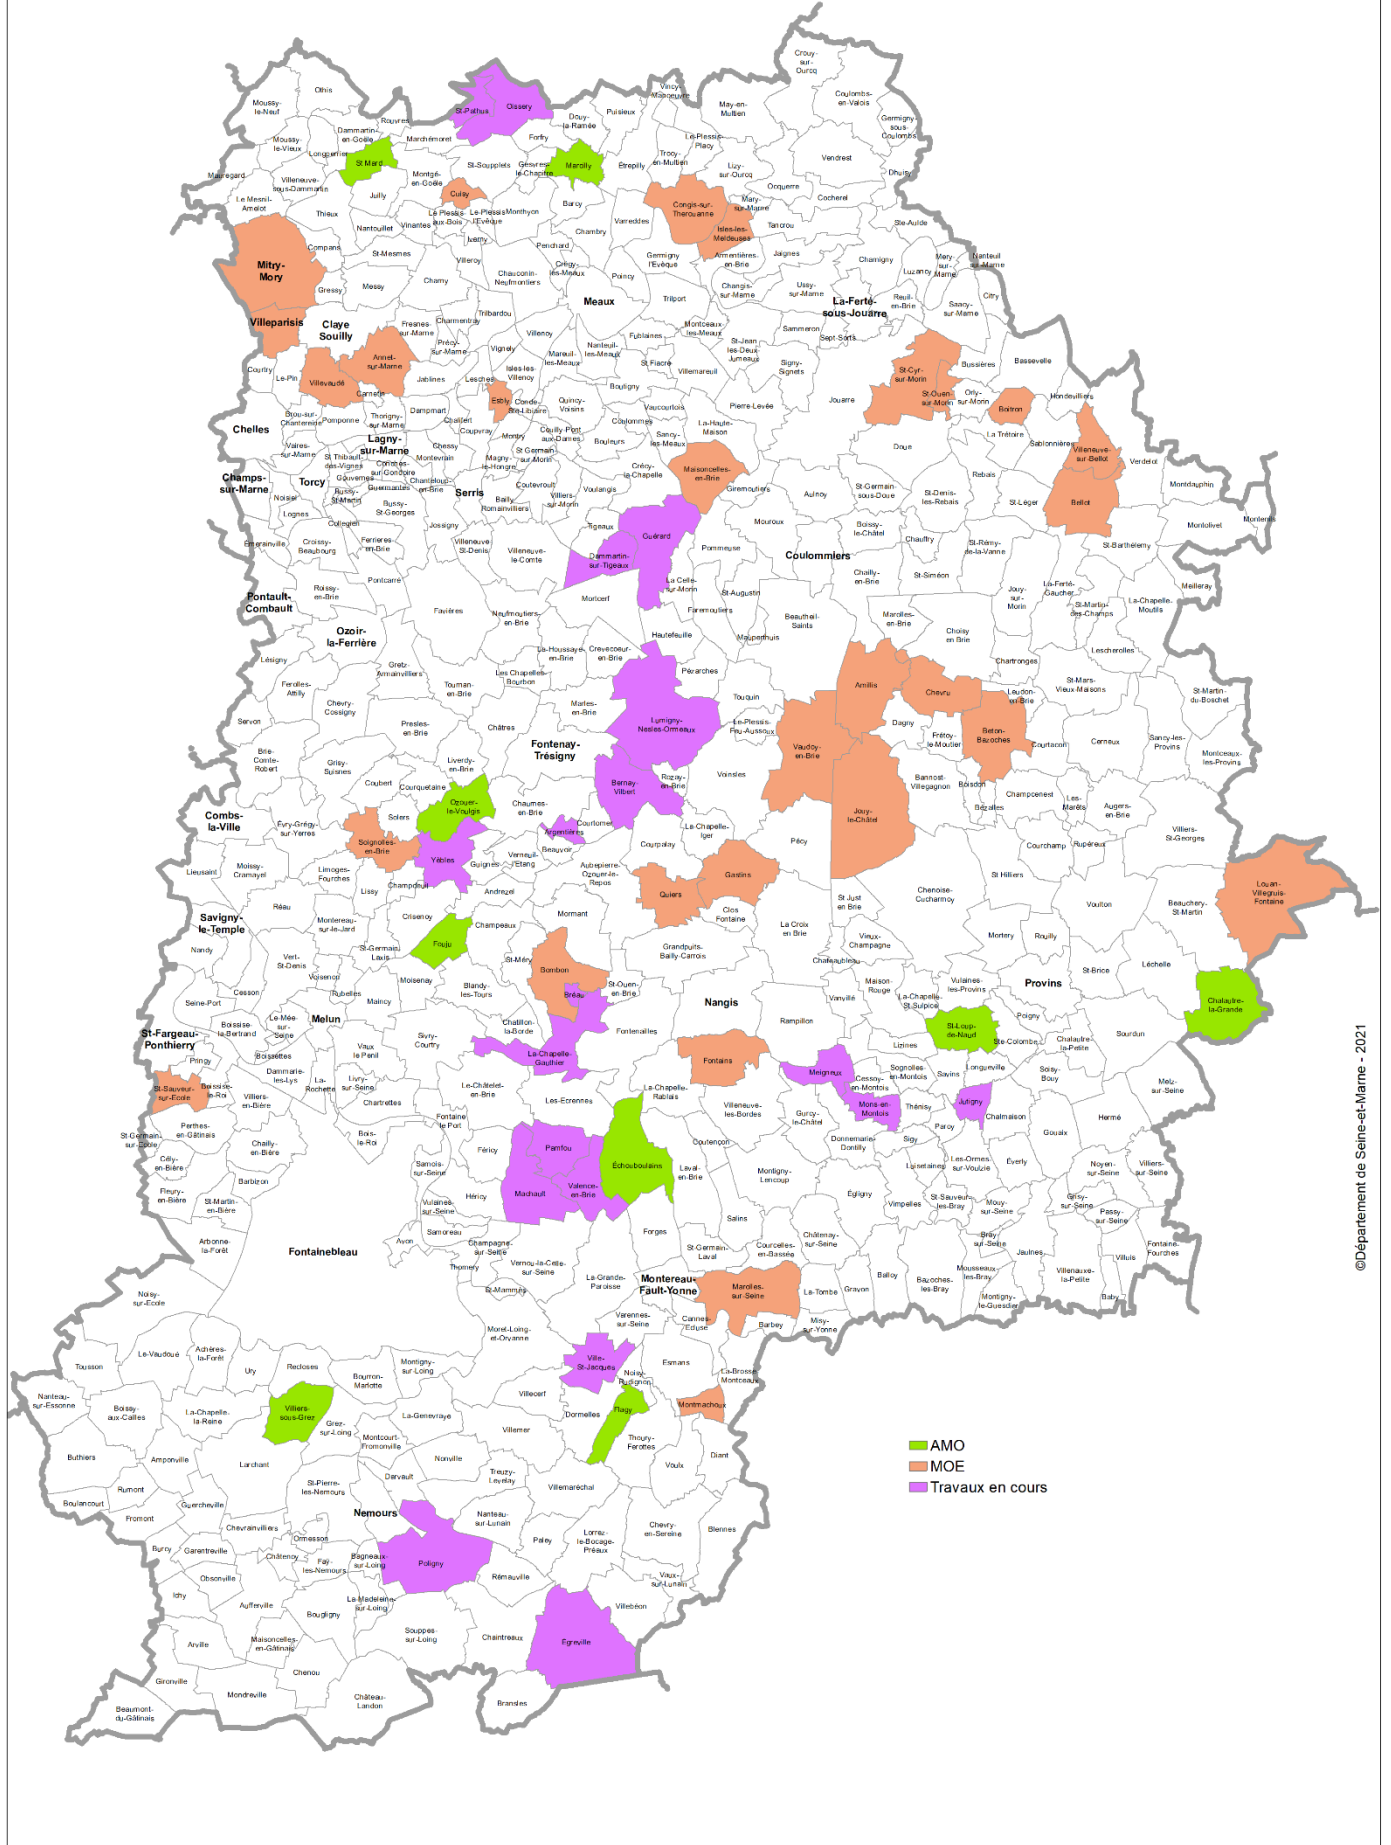 Crouy-
sur-
Ourcq
Othis
Moussy-
le-Neuf
St-Pathus
Oissery
Puisieux
Vincy-
Manoeuvre
May-en-
Multien
Coulombs-
en-Valois
Germigny-
sous-
Coulombs
Rouvres
Dammartin-
en-Goële
Marchémoret
Forfry
Douy-
la-Ramée
Le-Plessis-
Placy
Moussy-
le-Vieux
Longperrier
St Mard
St-Soupplets
Gesvres-
le-Chapitre
Marcilly
Étrepilly
Trocy-
en-Multien
Lizy-
sur-Ourcq
Vendrest
Dhuisy
Mauregard
Villeneuve-
sous-Dammartin
Montgé-
en-Goële
Juilly
Cuisy
Ocquerre
Cocherel
Le Mesnil-
Amelot
Thieux
Nantouillet
Vinantes
Le Plessis-
aux-Bois
Le-Plessis-
l'Evêque
Monthyon
Barcy
Chambry
Varreddes
Congis-sur-
Therouanne
Mary-
sur-Marne
Isles-les-
Meldeuses
Tancrou
Ste-Aulde
Compans
St-Mesmes
Iverny
Villeroy
Penchard
Germigny
l'Evêque
Armentières-
en-Brie
Jaignes
Chamigny
Luzancy
Mery-
sur-
Marne
Nanteuil
sur-Marne
Mitry-
Mory
Gressy
Messy
Charny
Chauconin-
Neufmontiers
Crégy-
lès-Meaux
Poincy
Trilport
Changis-
sur-Marne
Ussy-
sur-Marne
Reuil-
en-Brie
Saacy-
sur-Marne
Citry
Meaux
La-Ferté-
sous-Jouarre
Villeparisis
Claye
Souilly
Fresnes-
sur-Marne
Charmentray
Trilbardou
Précy-
sur-Marne
Vignely
Villenoy
Fublaines
Montceaux-
les-Meaux
Sammeron
Sept-Sorts
Courtry
Le-Pin
Villevaudé
Annet-
sur-Marne
Carnetin
Jablines
Lesches
Isles-les-
Villenoy
Mareuil-
les-Meaux
Nanteuil-
les-Meaux
St Fiacre
Villemareuil
St-Jean
les-Deux-
Jumeaux
Signy-
Signets
St-Cyr-
sur-Morin
Bussières
Bassevelle
Esbly
Condé-
Ste-Libiaire
Quincy-
Voisins
Boutigny
Vaucourtois
Pierre-Levée
Jouarre
St-Ouen-
sur-Morin
Orly-
sur-Morin
Boitron
Hondevilliers
Brou-sur-
Chantereine
Pomponne
Thorigny-
sur-Marne
Dampmart
Chalifert
Coupvray
Montry
Couilly-Pont
aux-Dames
Bouleurs
Coulommes
Sancy-
les-Meaux
La-Haute-
Maison
Chelles
Vaires-
sur-Marne
Lagny-
sur-Marne
Chessy
Montevrain
Magny-
le-Hongre
St Germain
sur-Morin
Crécy-
la-Chapelle
Maisoncelles-
en-Brie
Giremoutiers
Doue
La Trétoire
Sablonnières
Villeneuve-
sur-Bellot
Verdelot
Montdauphin
Champs-
sur-Marne
Torcy
St Thibault
des-Vignes
Conches-
sur-Gondoire
Gouvernes
Guermantes
Chanteloup-
en-Brie
Serris
Bailly
Romainvilliers
Coutevroult
Villiers-
sur-Morin
Voulangis
Aulnoy
St-Germain-
sous-Doue
St-Denis-
les-Rebais
Rebais
St-Leger
Bellot
Noisiel
Lognes
Bussy-
St-Martin
Bussy-
St-Georges
Collegien
Jossigny
Tigeaux
Guérard
Mouroux
Boissy-
le-Châtel
Chauffry
St-Rémy-
de-la-Vanne
St-Barthélemy
Montolivet
Montenils
Émerainville
Croissy-
Beaubourg
Ferrieres-
en-Brie
Villeneuve
St-Denis
Villeneuve-
le-Comte
Dammartin-
sur-Tigeaux
Pommeuse
Coulommiers
Chailly-
en-Brie
St-Siméon
Meilleray
Roissy-
en-Brie
Pontcarré
Mortcerf
La Celle-
sur-Morin
St-Augustin
Jouy-
sur-
Morin
La-Ferté-
Gaucher
St-Martin-
des-Champs
La-Chapelle-
Moutils
Pontault-
Combault
Favières
Neufmoutiers-
en-Brie
Faremoutiers
Beautheil-
Saints
Marolles-
en-Brie
Choisy
en-Brie
Ozoir-
la-Ferrière
Hautefeuille
Mauperthuis
Lescherolles
Lésigny
Gretz-
Armainvilliers
La-Houssaye-
en-Brie
Crevecoeur-
en-Brie
Pézarches
Amillis
Chevru
Chartronges
Leudon-
en-Brie
St-Mars-
Vieux-Maisons
St-Martin-
du-Boschet
Ferolles-
Attilly
Chevry-
Cossigny
Tournan-
en-Brie
Les Chapelles-
Bourbon
Marles-
en-Brie
Touquin
Servon
Presles-
en-Brie
Châtres
Lumigny-
Nesles-Ormeaux
Le-Plessis-
Feu-Aussoux
Vaudoy-
en-Brie
Dagny
Frétoy-
le-Moutier
Beton-
Bazoches
Courtacon
Cerneux
Sancy-les-
Provins
Montceaux-
les-Provins
Brie-
Comte-
Robert
Grisy-
Suisnes
Fontenay-
Trésigny
Liverdy-
en-Brie
Coubert
Courquetaine
Bernay-
Vilbert
Rozay-
en-Brie
Voinsles
Bannost-
Villegagnon
Boisdon
Bezalles
Champcenest
Les-
Marêts
Augers-
en-Brie
Combs-
la-Ville
Évry-Grégy-
sur-Yerres
Solers
Ozouer-
le-Voulgis
Chaumes-
en-Brie
Argentières
Courtomer
La-Chapelle-
Iger
Jouy-
le-Châtel
Villiers-
St-Georges
Soignolles-
en-Brie
Yèbles
Guignes
Verneuil-
l'Etang
Beauvoir
Courpalay
Pécy
Courchamp
Rupéreux
Lieusaint
Moissy-
Cramayel
Limoges-
Fourches
Lissy
Champdeuil
Andrezel
Aubepierre-
Ozouer-le-
Repos
Quiers
Gastins
Clos
Fontaine
St Just
en Brie
Chenoise-
Cucharmoy
St Hilliers
Voulton
Beauchery-
St-Martin
Louan-
Villegruis-
Fontaine
Réau
Crisenoy
Fouju
Champeaux
Mormant
Savigny-
le-Temple
Montereau-
sur-le-Jard
St-Germain-
Laxis
St-Méry
Bombon
Grandpuits-
Bailly-Carrois
La Croix
en Brie
Vieux-
Champagne
Mortery
Rouilly
Nandy
Vert-
St-Denis
Voisenon
Moisenay
Châteaubleau
St-Brice
Léchelle
Cesson
Rubelles
Maincy
Blandy-
les-Tours
Bréau
St-Ouen-
en-Brie
Nangis
Vanvillé
Maison-
Rouge
Vulaines-
les-Provins
Provins
Seine-Port
La-Chapelle-
St-Sulpice
Poigny
Chalautre-
la-Grande
St-Fargeau-
Ponthierry
Boissise-
la-Bertrand
Le-Mée-
sur-
Seine
Melun
Sivry-
Courtry
Chatillon-
la-Borde
Fontenailles
Rampillon
St-Loup-
de-Naud
Ste-Colombe
Chalautre-
la-Petite
Sourdun
Boissettes
Vaux
le Penil
La-Chapelle-
Gauthier
Fontains
Lizines
Pringy
Dammarie-
les-Lys
La-
Rochette
Livry-
sur-Seine
Le-Châtelet-
en-Brie
Meigneux
Cessoy-
en-Montois
Sognolles-
en-Montois
Savins
Longueville
Soisy-
Bouy
Melz-
sur-Seine
St-Sauveur-
sur-Ecole
Boissise-
le-Roi
Villiers-
en-Bière
Chartrettes
Les-Ecrennes
La-Chapelle-
Rablais
Villeneuve-
les-Bordes
Mons-en-
Montois
Jutigny
Chalmaison
Hermé
Perthes-
en-Gâtinais
Fontaine
le Port
Gurcy-
le-Châtel
Thénisy
Paroy
Gouaix
St-Germain-
sur-École
Chailly-
en-Bière
Bois-
le-Roi
Féricy
Pamfou
Échouboulains
Coutençon
Donnemarie-
Dontilly
Sigy
Cély-
en-Bière
Samois-
sur-Seine
Machault
Valence-
en-Brie
Laval-
en-Brie
Montigny-
Lencoup
Luisetaines
Les-Ormes-
sur-Voulzie
Éverly
Noyen-
sur-Seine
Villiers-
sur-Seine
Fleury-
en-Bière
Barbizon
Héricy
Égligny
Vimpelles
St-Sauveur-
les-Bray
Mouy-
sur-Seine
Grisy-
sur-Seine
St-Martin-
en-Bière
Vulaines-
sur-Seine
Passy-
sur-Seine
Samoreau
Salins
Arbonne-
la-Forêt
Avon
Fontainebleau
Champagne-
sur-Seine
Forges
St-Germain-
Laval
Courcelles-
en-Bassée
Châtenay-
sur-Seine
Bray-
sur-Seine
Jaulnes
Villuis
Fontaine-
Fourches
Thomery
Vernou-la-Celle-
sur-Seine
La-Grande-
Paroisse
Montereau-
Fault-Yonne
Marolles-
sur-Seine
La-Tombe
Gravon
Balloy
Bazoches-
les-Bray
Mousseaux-
les-Bray
Villenauxe-
la-Petite
Noisy-
sur-Ecole
St-Mammès
Montigny-
le-Guesdier
Baby
Varennes-
sur-Seine
Cannes-
Ecluse
Barbey
Misy-
sur-Yonne
©Département de Seine-et-Marne - 2021
Moret-Loing-
et-Orvanne
Le-Vaudoué
Achères-
la-Forêt
Tousson
Ury
Recloses
Montigny-
sur-Loing
Ville-
St-Jacques
Esmans
La-Brosse-
Montceaux
Noisy-
Rudignon
Bourron-
Marlotte
Nanteau-
sur-Essonne
Boissy-
aux-Cailles
La-Chapelle-
la-Reine
Villiers-
sous-Grez
Grez-
sur-Loing
La-Genevraye
Villecerf
Dormelles
Flagy
Montmachoux
Montcourt-
Fromonville
Villemer
Thoury-
Ferottes
Buthiers
Amponville
Larchant
Nonville
Voulx
Diant
AMO
MOE
Travaux en cours
Rumont
St-Pierre-
les-Nemours
Darvault
Treuzy-
Levelay
Villemaréchal
Boulancourt
Fromont
Guercheville
Nemours
Nanteau-
sur-Lunain
Chevrainvilliers
Ormesson
Paley
Lorrez-
le-Bocage-
Préaux
Chevry-
en-Sereine
Blennes
Burcy
Garentreville
Châtenoy
Faÿ-
les-Nemours
Bagneaux-
sur-Loing
Poligny
Obsonville
Rémauville
Vaux-
sur-Lunain
Ichy
Aufferville
Bougligny
La-Madeleine-
sur-Loing
Villebéon
Souppes-
sur-Loing
Chaintreaux
Égreville
Arville
Maisoncelles-
en-Gâtinais
Gironville
Chenou
Mondreville
Château-
Landon
Bransles
Beaumont-
du-Gâtinais